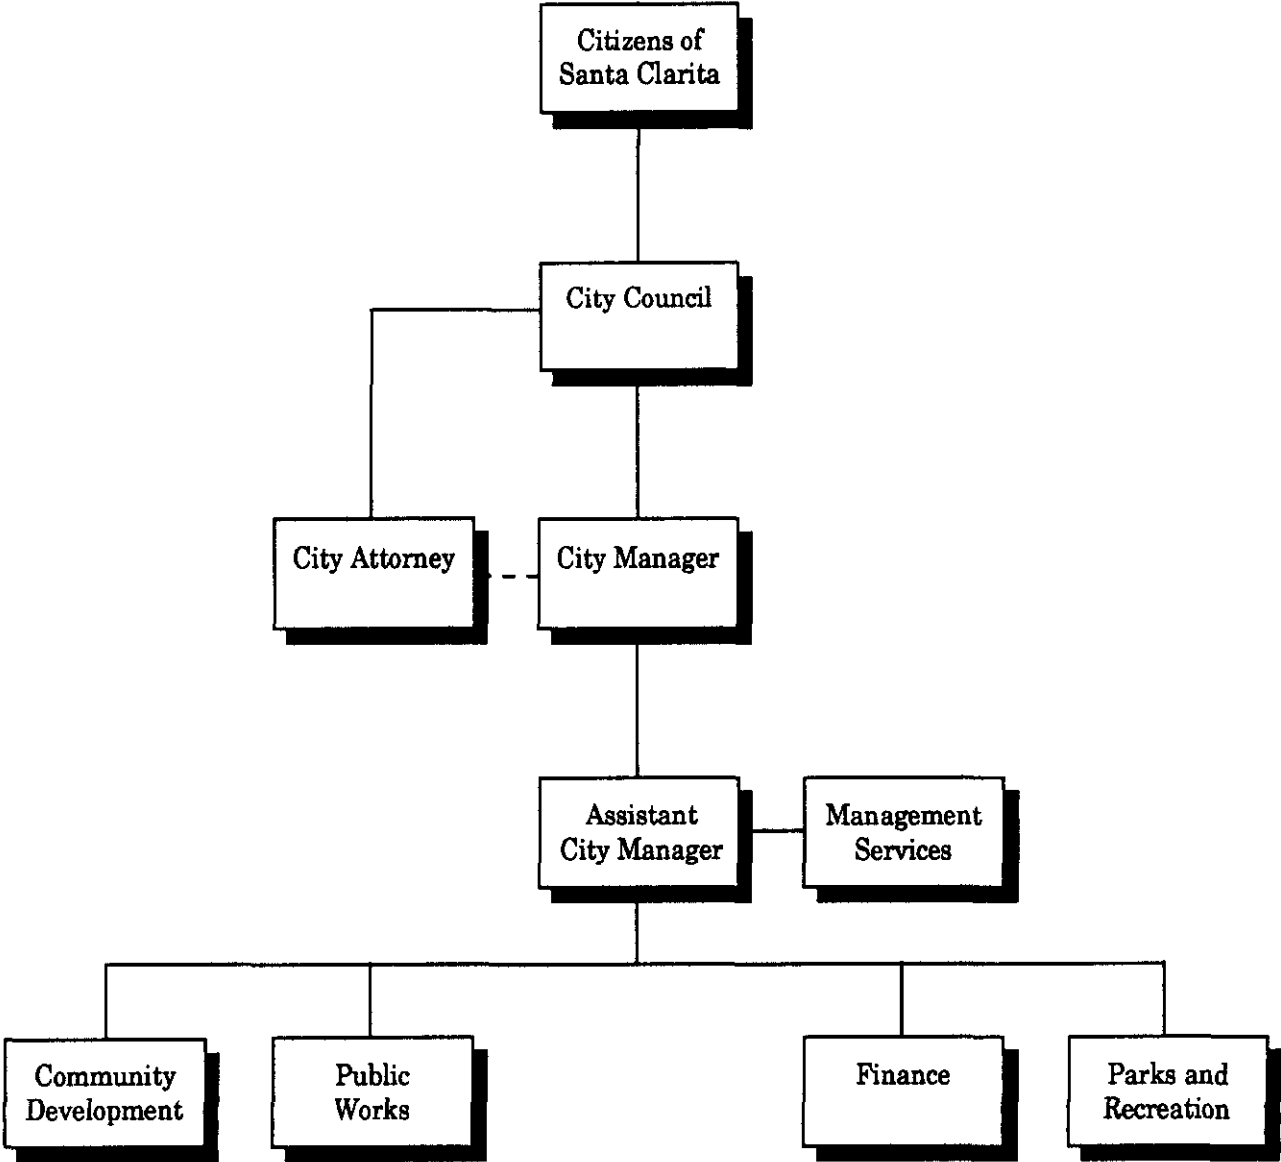 Citizens of
Santa Clarita
City Council
City Attorney
City Manager
Assistant
City Manager
Management
Services
Community
Development
Public
Works
Finance
Parks and
Recreation